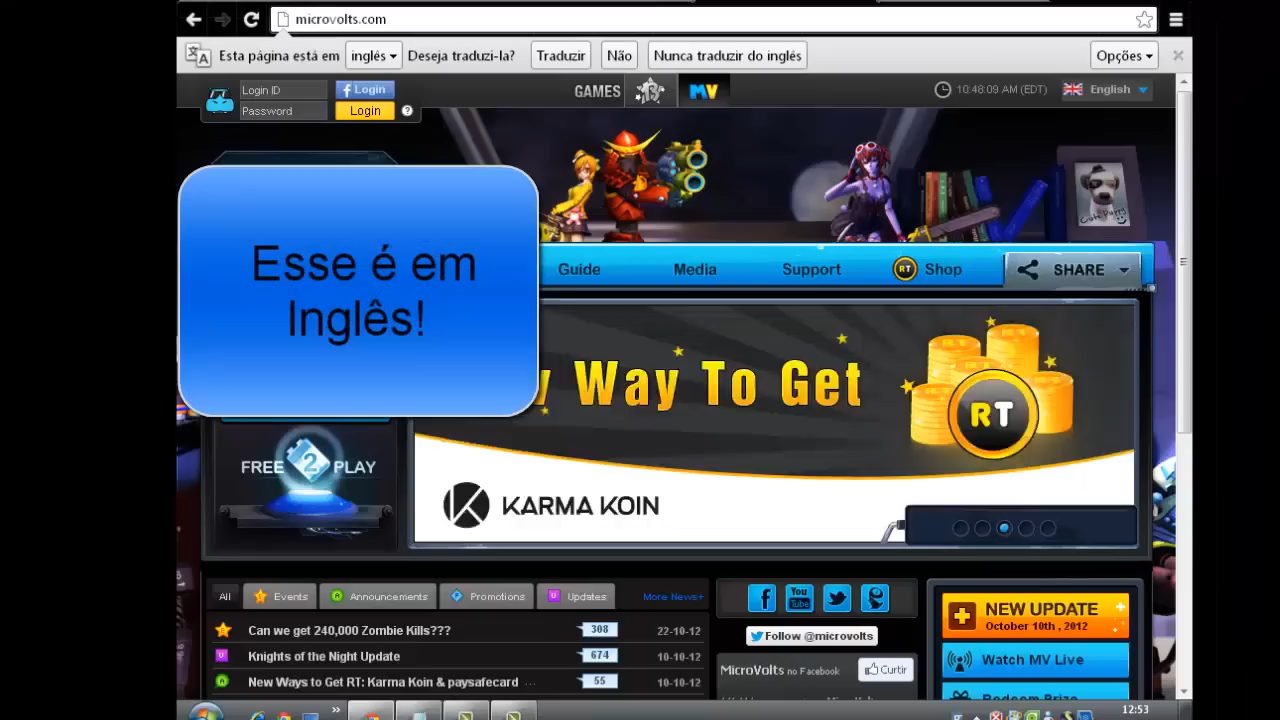 microvolts.com
Esta página está em inglês Deseja traduzi-la? Traduzir Não Nunca traduzir do inglês Opções
Login ID
Password
Login
Login
GAMES
MV
10:48:09 AM (EDT)
English
Esse é em
Inglês!
Guide Media Support RT Shop SHARE
Way To Get
RT
FREE 2 PLAY
KARMA KOIN
All Events Announcements Promotions Updates More News+
Can we get 240,000 Zombie Kills??? 308 22-10-12
Knights of the Night Update 674 10-10-12
New Ways to Get RT: Karma Koin & paysafecard ... 55 10-10-12
You Tube
Follow @microvolts
MicroVolts no Facebook Curtir
NEW UPDATE
October 10th , 2012
Watch MV Live
Redeem Prize
12:53